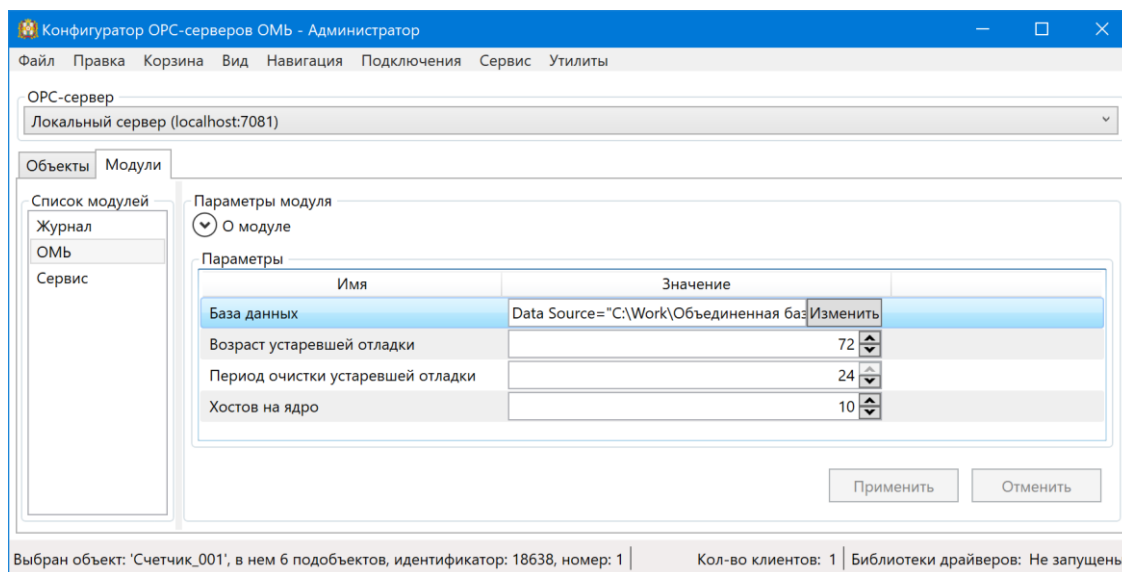 Конфигуратор OPC-серверов ОМЬ - Администратор
Файл Правка Корзина Вид Навигация Подключения Сервис Утилиты
OPC-сервер
Локальный сервер (localhost:7081)
Объекты Модули
Список модулей
Журнал
ОМЬ
Сервис
Параметры модуля
О модуле
Параметры
Имя Значение
База данных Data Source="C:\Work\Объединенная баз Изменить
Возраст устаревшей отладки 72
Период очистки устаревшей отладки 24
Хостов на ядро 10
Применить Отменить
Выбран объект: 'Счетчик_001', в нем 6 подобъектов, идентификатор: 18638, номер: 1 Кол-во клиентов: 1 Библиотеки драйверов: Не запущены